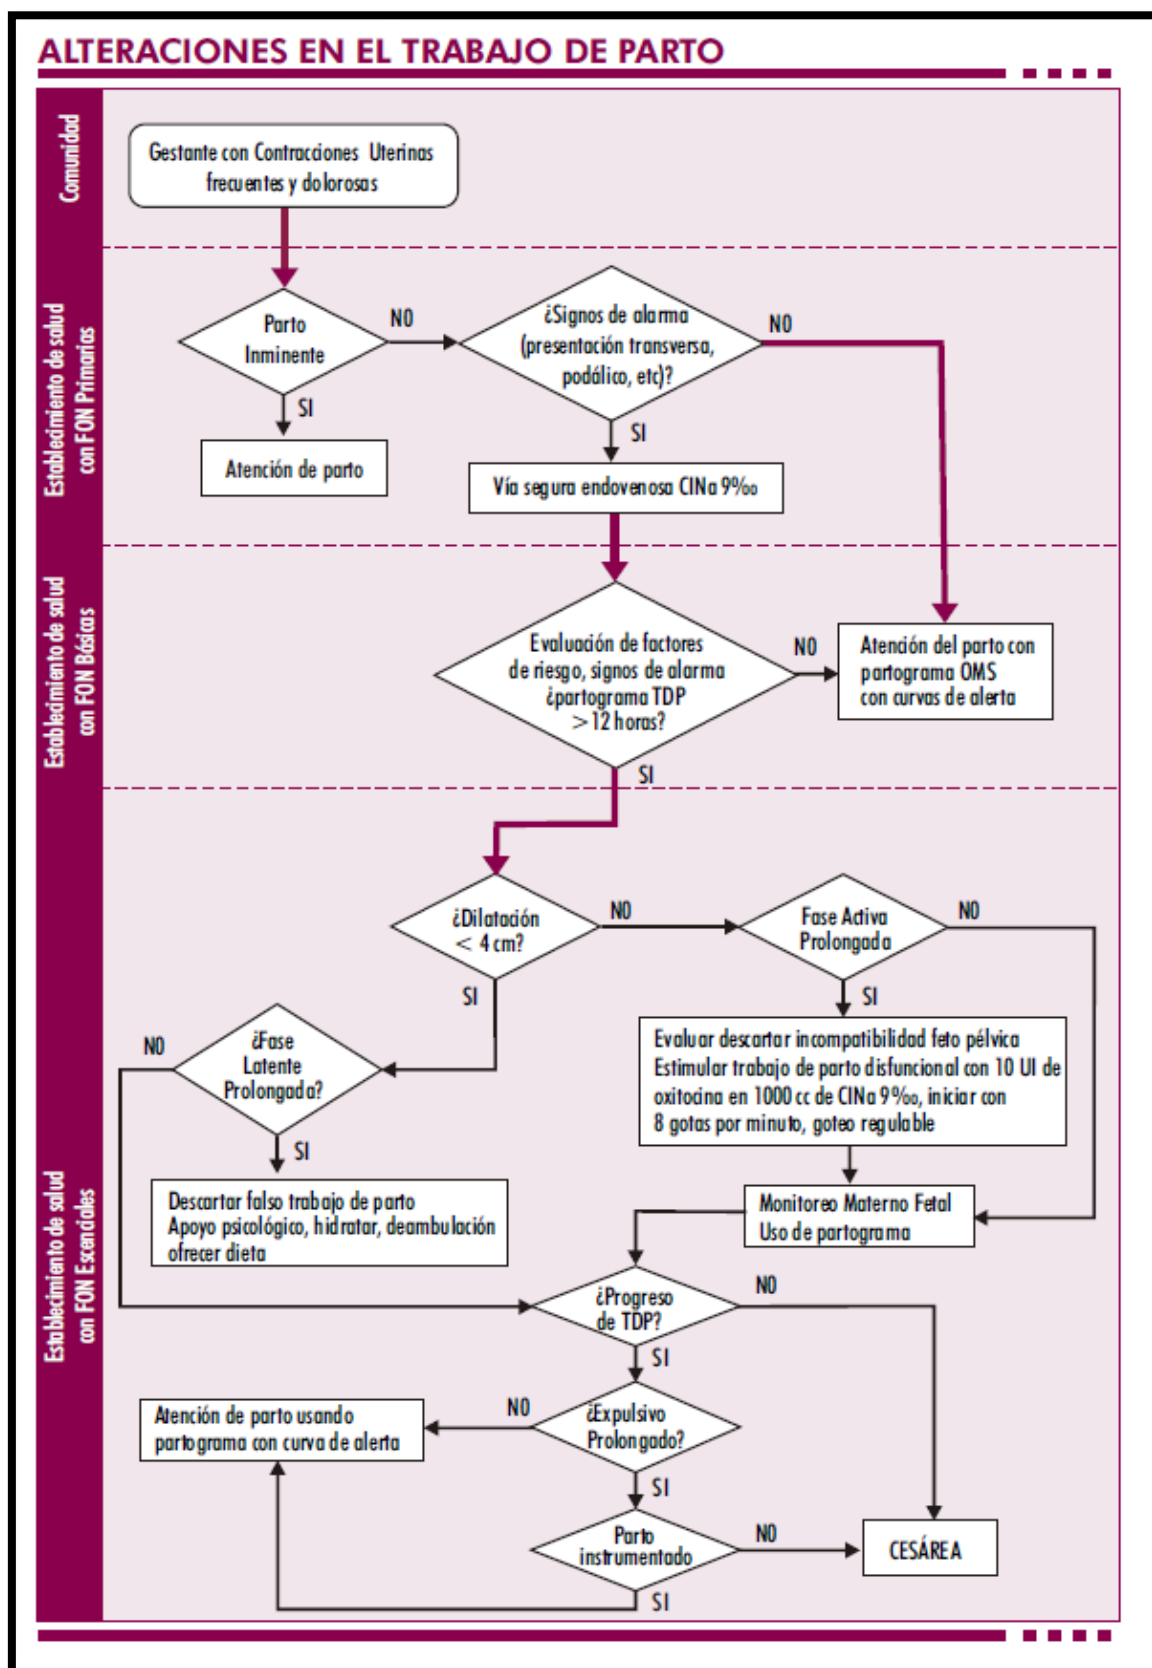 ALTERACIONES EN EL TRABAJO DE PARTO
Comunidad
Gestante con Contracciones Uterinas
frecuentes y dolorosas
Establecimiento de salud
con FON Primarias
Parto
Inminente
NO
¿Signos de alarma
(presentación transversa,
podálico, etc)?
NO
SI
Atención de parto
SI
Vía segura endovenosa ClNa 9‰
Establecimiento de salud
con FON Básicas
Evaluación de factores
de riesgo, signos de alarma
¿partograma TDP
>12 horas?
NO
Atención del parto con
partograma OMS
con curvas de alerta
SI
Establecimiento de salud
con FON Escenciales
¿Dilatación
< 4 cm?
NO
Fase Activa
Prolongada
NO
SI
SI
NO
¿Fase
Latente
Prolongada?
Evaluar descartar incompatibilidad feto pélvica
Estimular trabajo de parto disfuncional con 10 UI de
oxitocina en 1000 cc de ClNa 9‰, iniciar con
8 gotas por minuto, goteo regulable
SI
Descartar falso trabajo de parto
Apoyo psicológico, hidratar, deambulación
ofrecer dieta
Monitoreo Materno Fetal
Uso de partograma
¿Progreso
de TDP?
NO
SI
Atención de parto usando
partograma con curva de alerta
NO
¿Expulsivo
Prolongado?
SI
Parto
instrumentado
NO
CESÁREA
SI